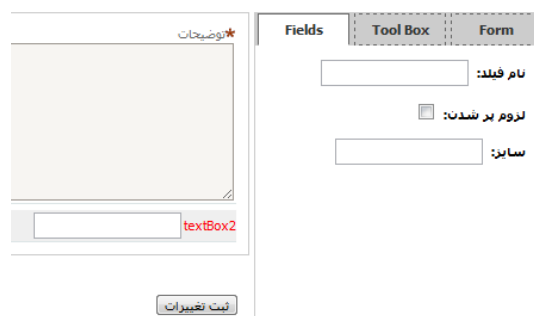 Fields
Tool Box
Form
نام فیلد:
لزوم پر شدن:
سایز:
*توضیحات
textBox2
ثبت تغییرات